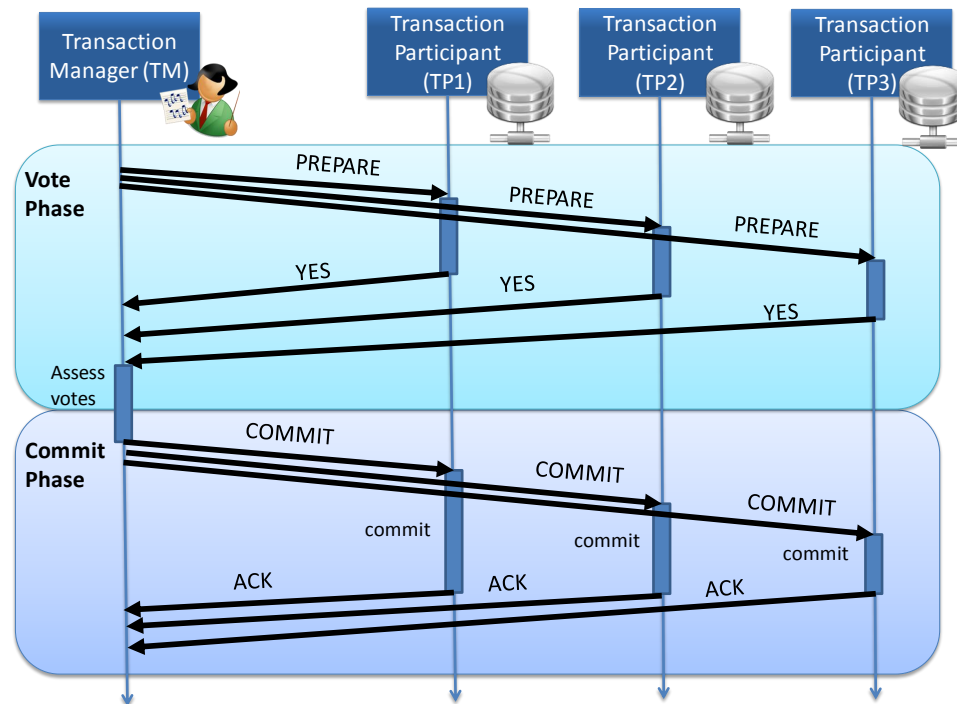 Transaction
Manager (TM)
Transaction
Participant
(TP1)
Transaction
Participant
(TP2)
Transaction
Participant
(TP3)
Vote
Phase
PREPARE
PREPARE
PREPARE
YES
YES
YES
Assess
votes
Commit
Phase
COMMIT
COMMIT
COMMIT
commit
commit
commit
ACK
ACK
ACK